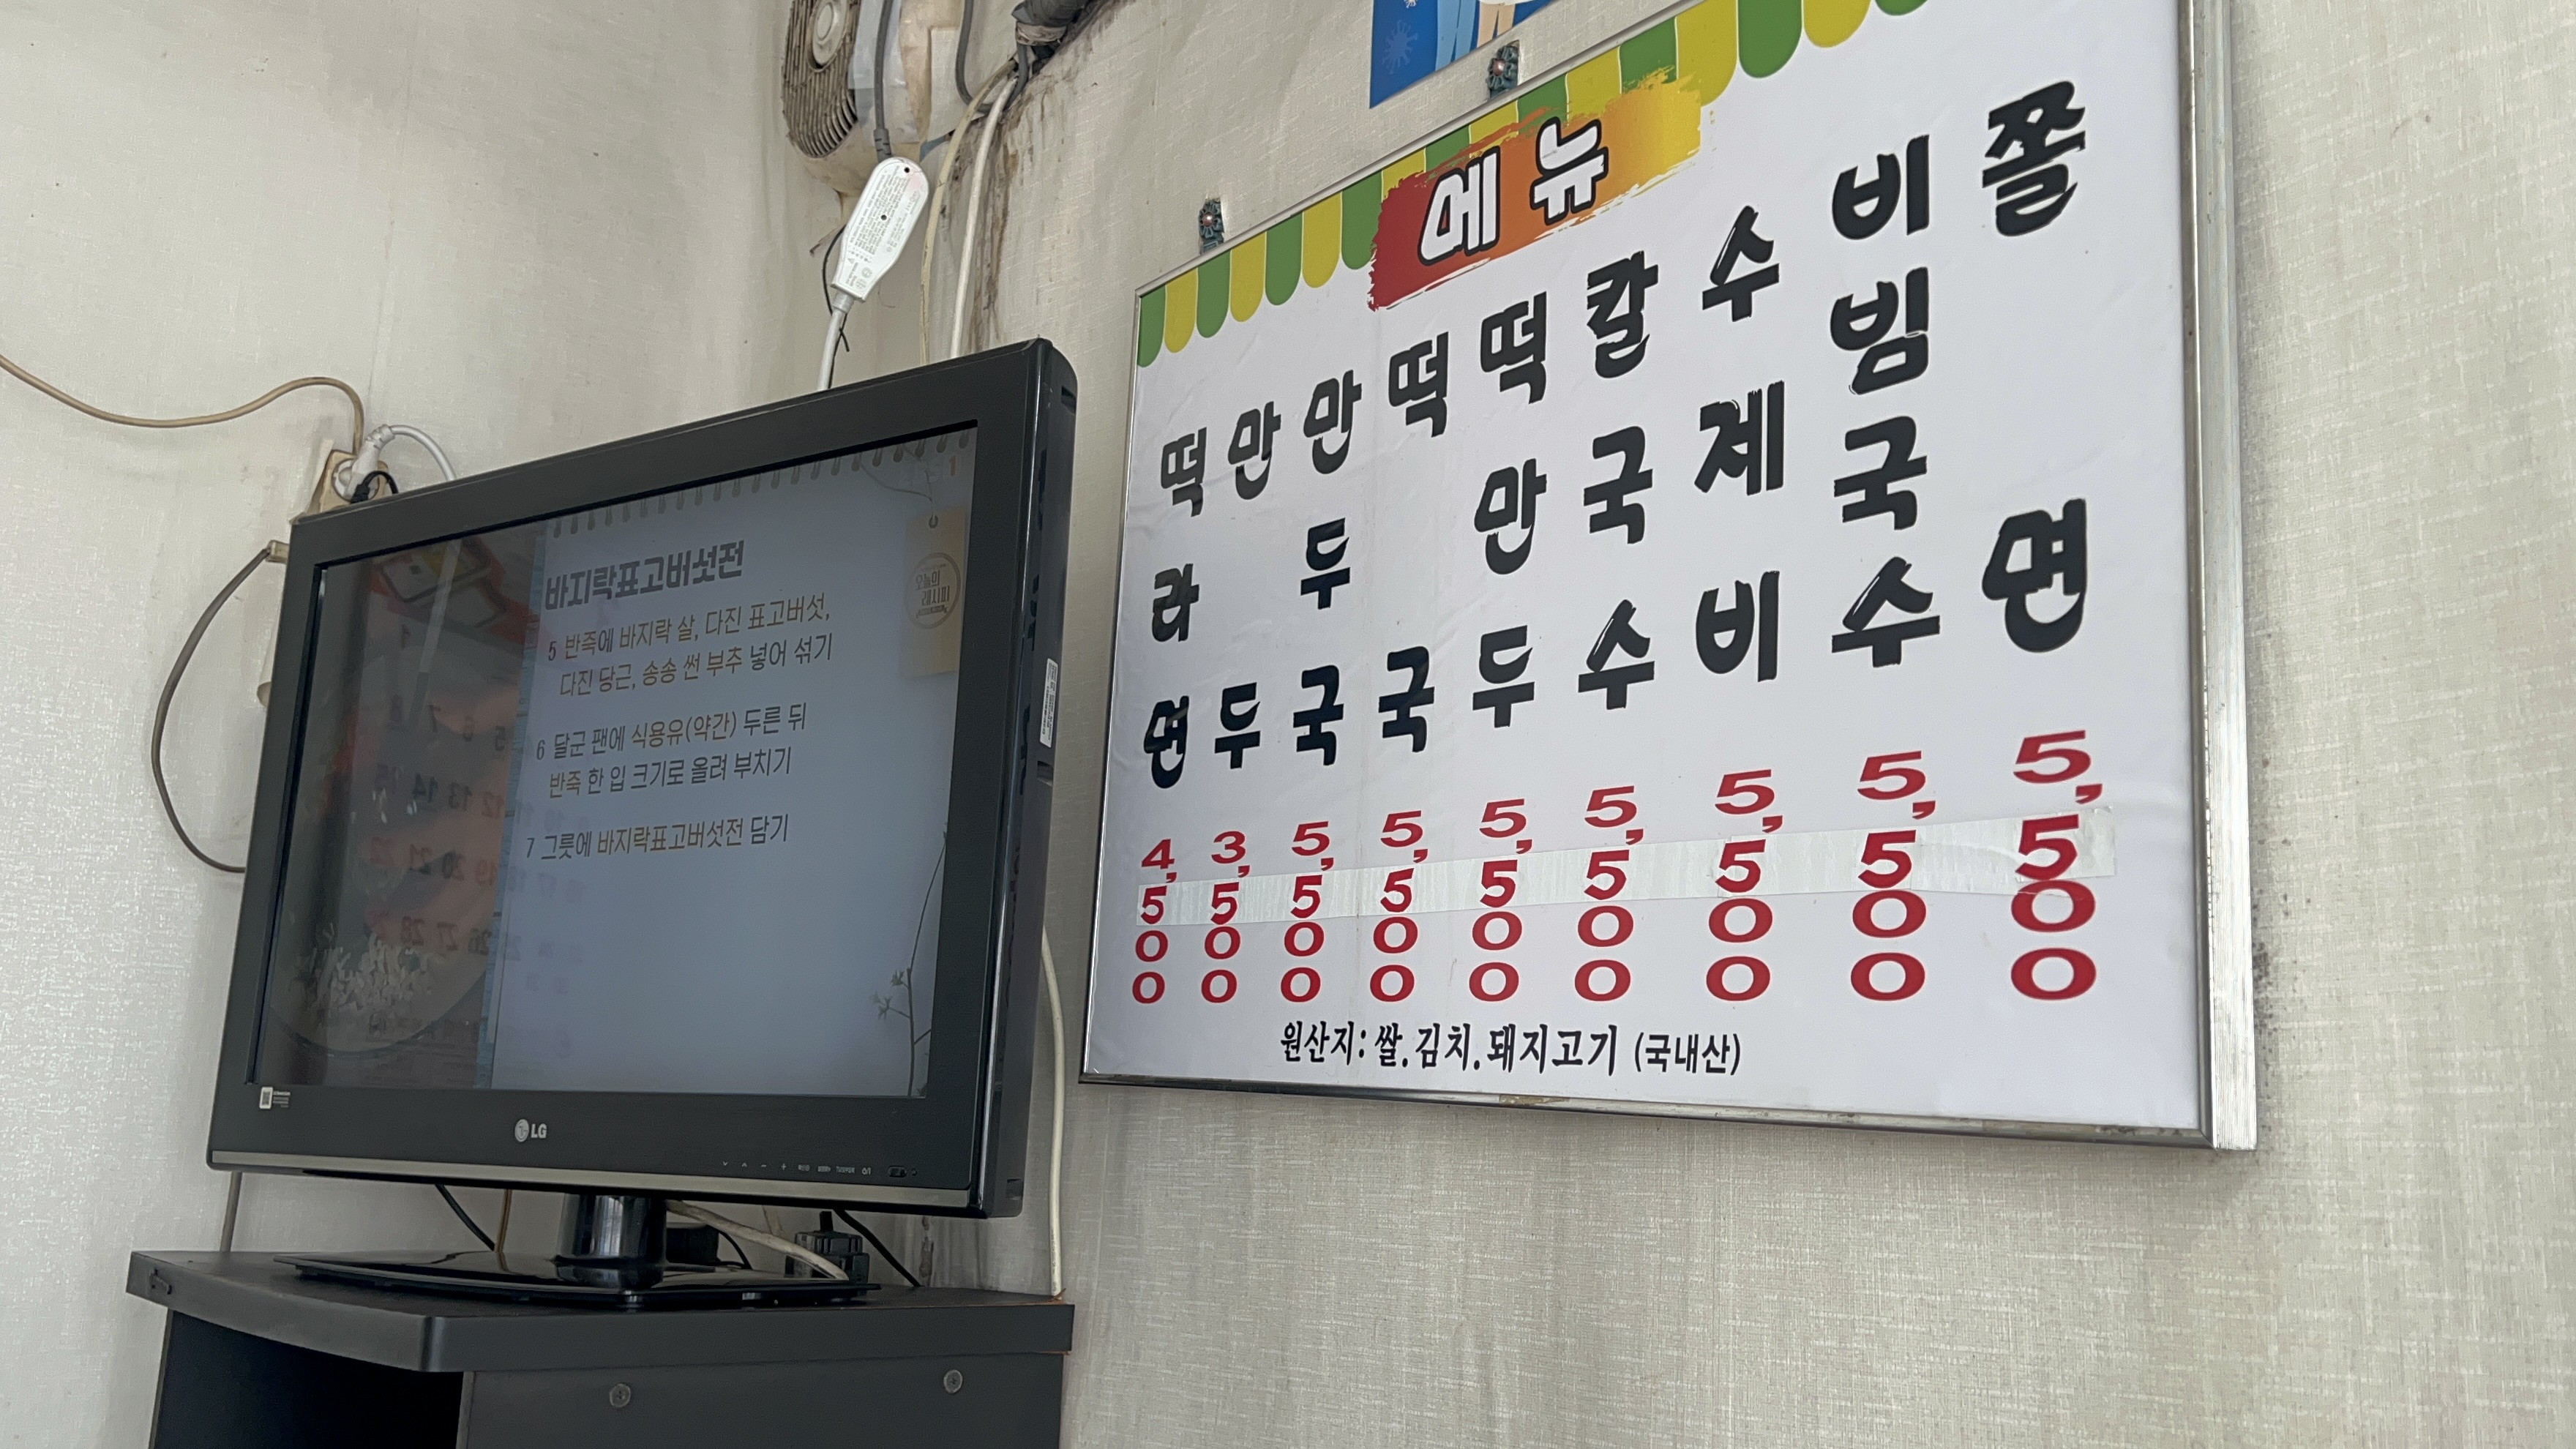 메뉴
떡라면 4,500
만두 3,500
만두국 5,500
떡국 5,500
떡만두 5,500
칼국수 5,500
수제비 5,500
비빔국수 5,500
쫄면 5,500
원산지: 쌀.김치.돼지고기 (국내산)
1
오늘의
레시피
바지락표고버섯전
5 반죽에 바지락 살, 다진 표고버섯,
다진 당근, 송송 썬 부추 넣어 섞기
6 달군 팬에 식용유(약간) 두른 뒤
반죽 한 입 크기로 올려 부치기
7 그릇에 바지락표고버섯전 담기
LG